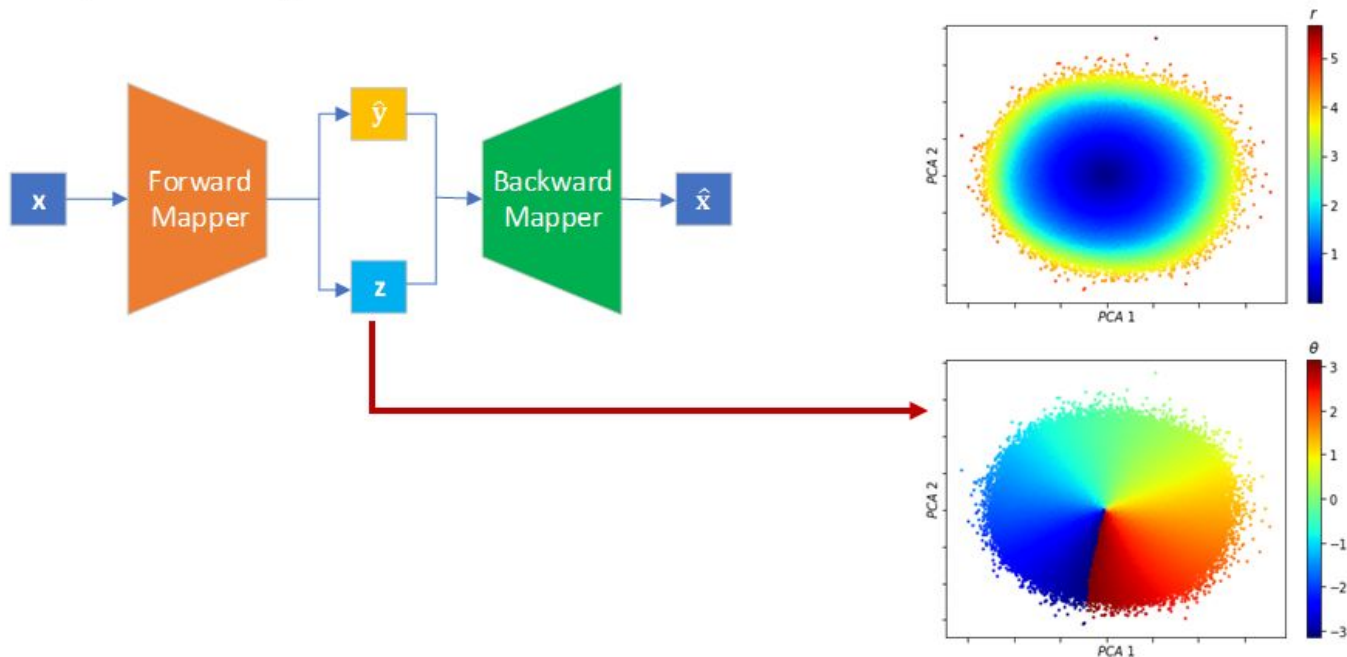 x
Forward
Mapper
ŷ
z
Backward
Mapper
x̂
r
5
4
3
2
1
PCA 2
PCA 1
θ
3
2
1
0
−1
−2
−3
PCA 2
PCA 1